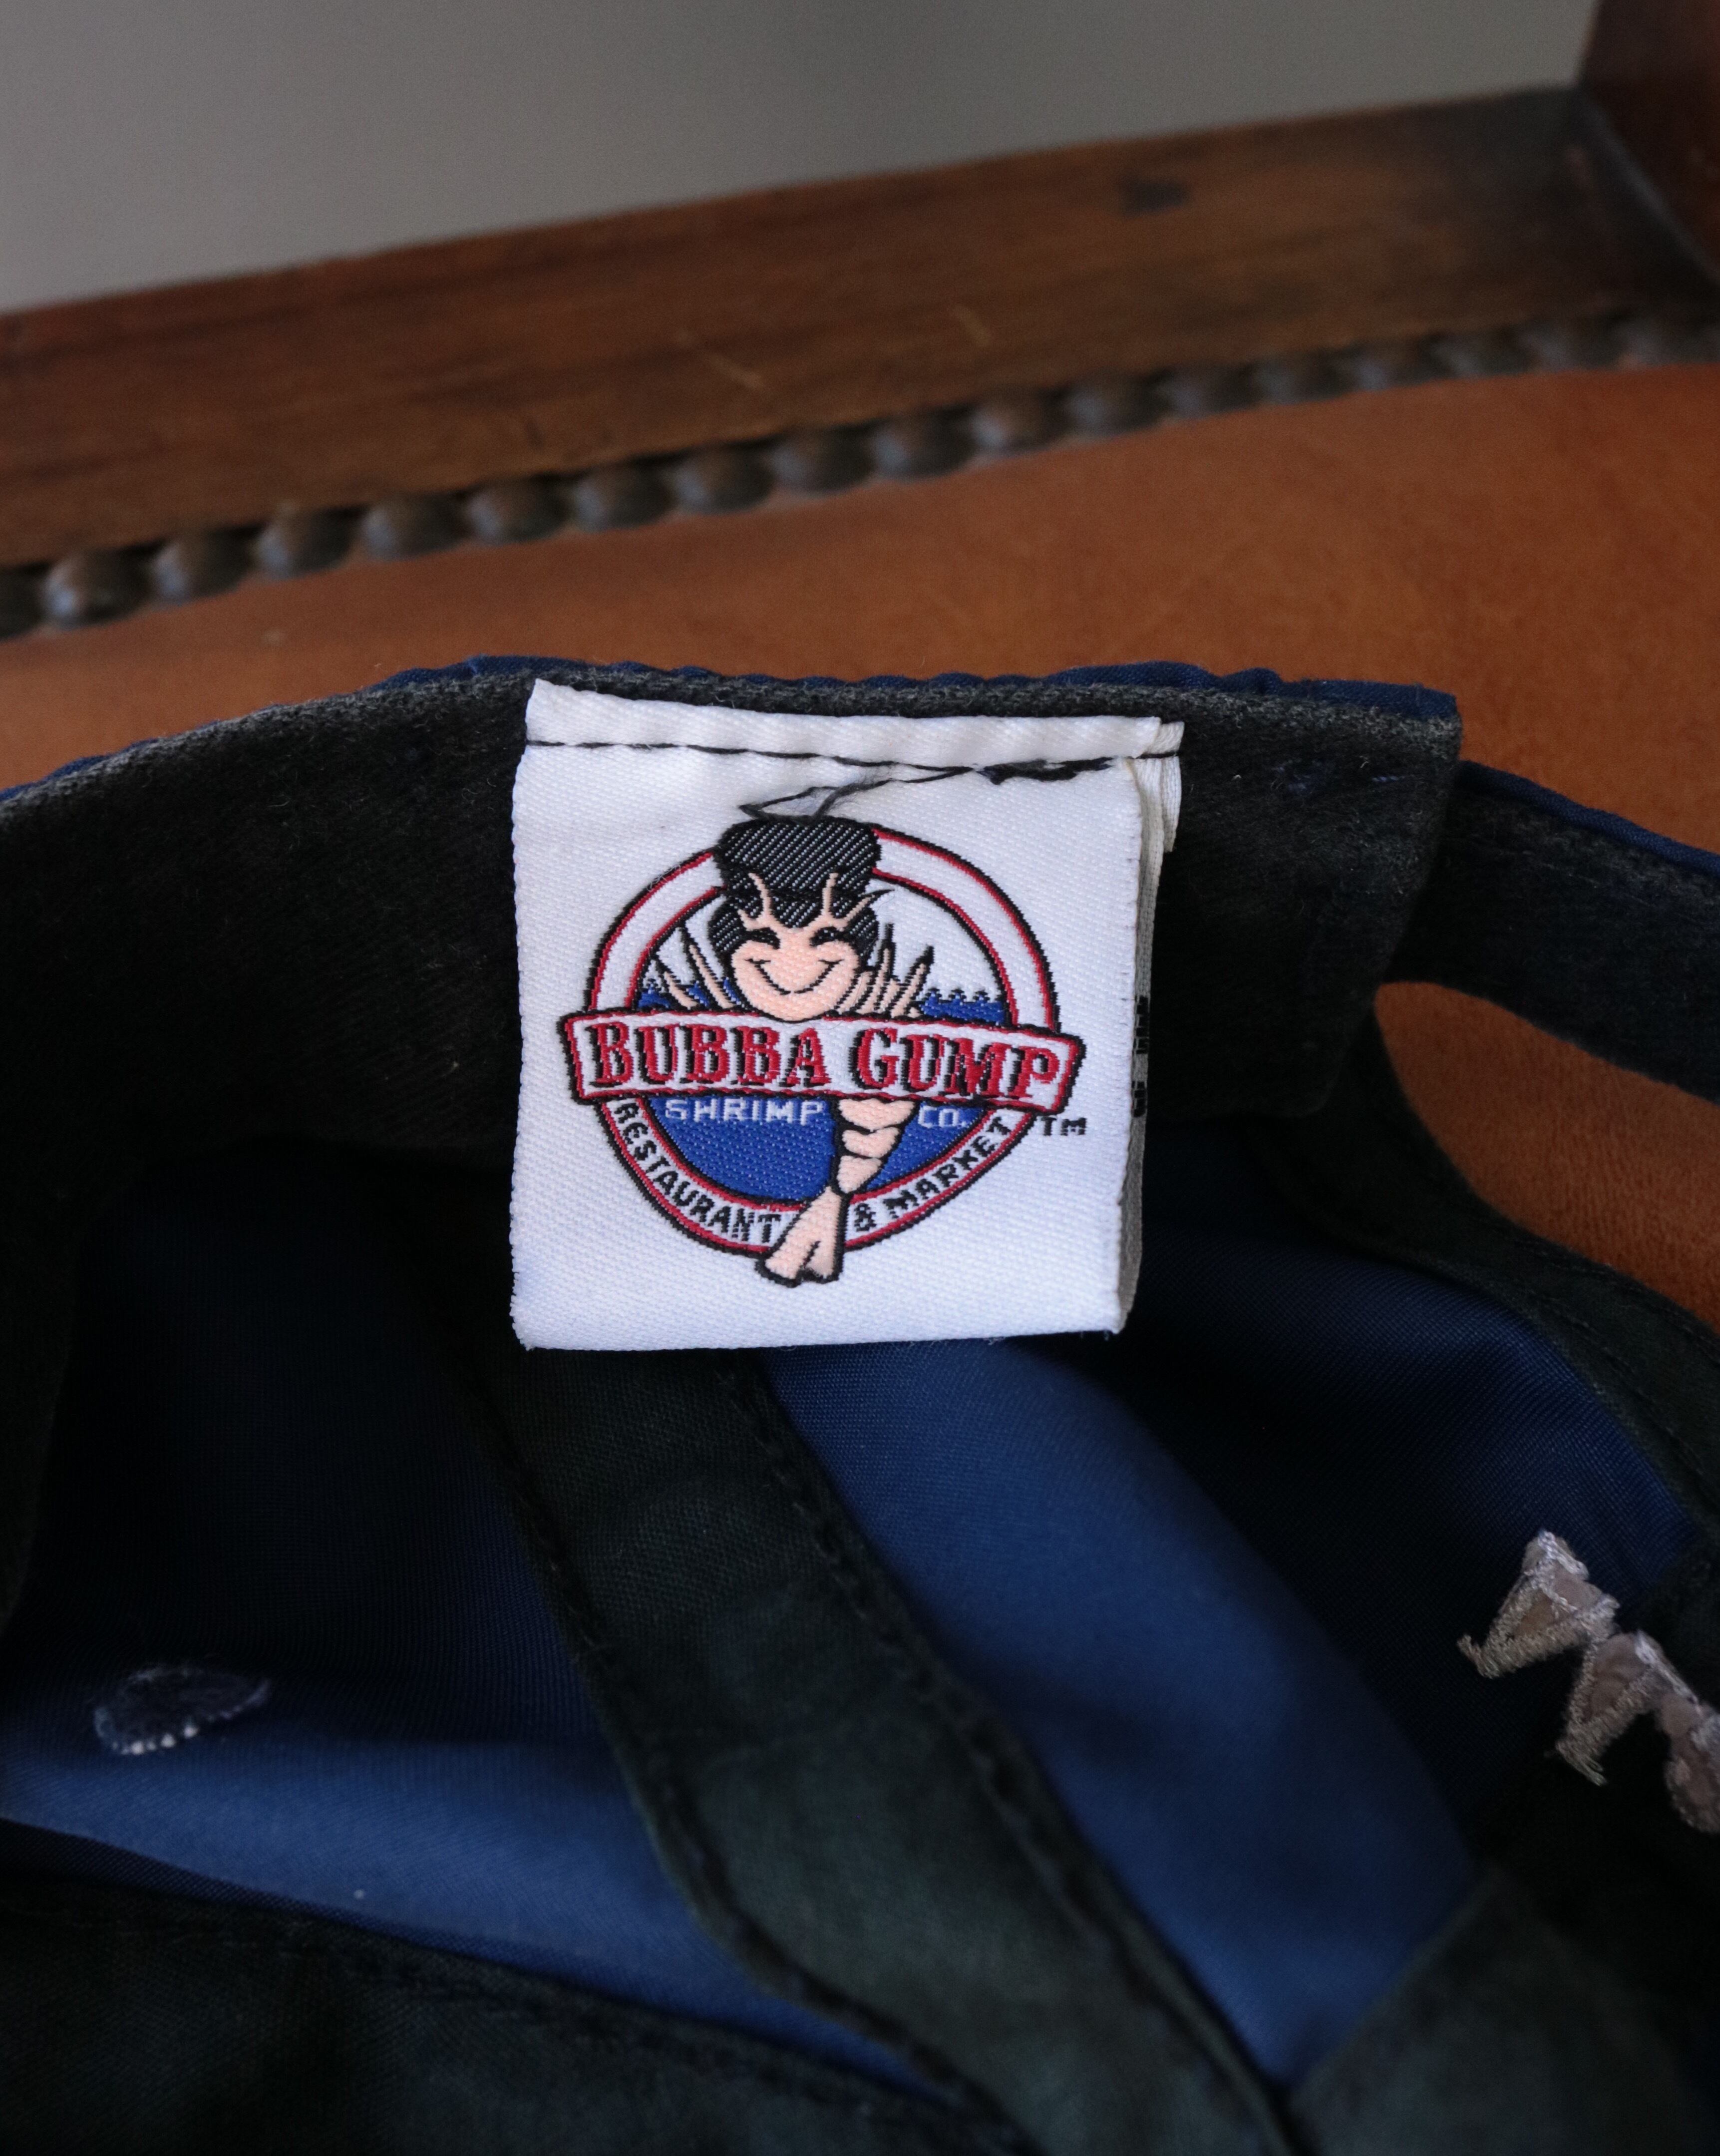 BUBBA GUMP
SHRIMP CO.
TM
RESTAURANT & MARKET